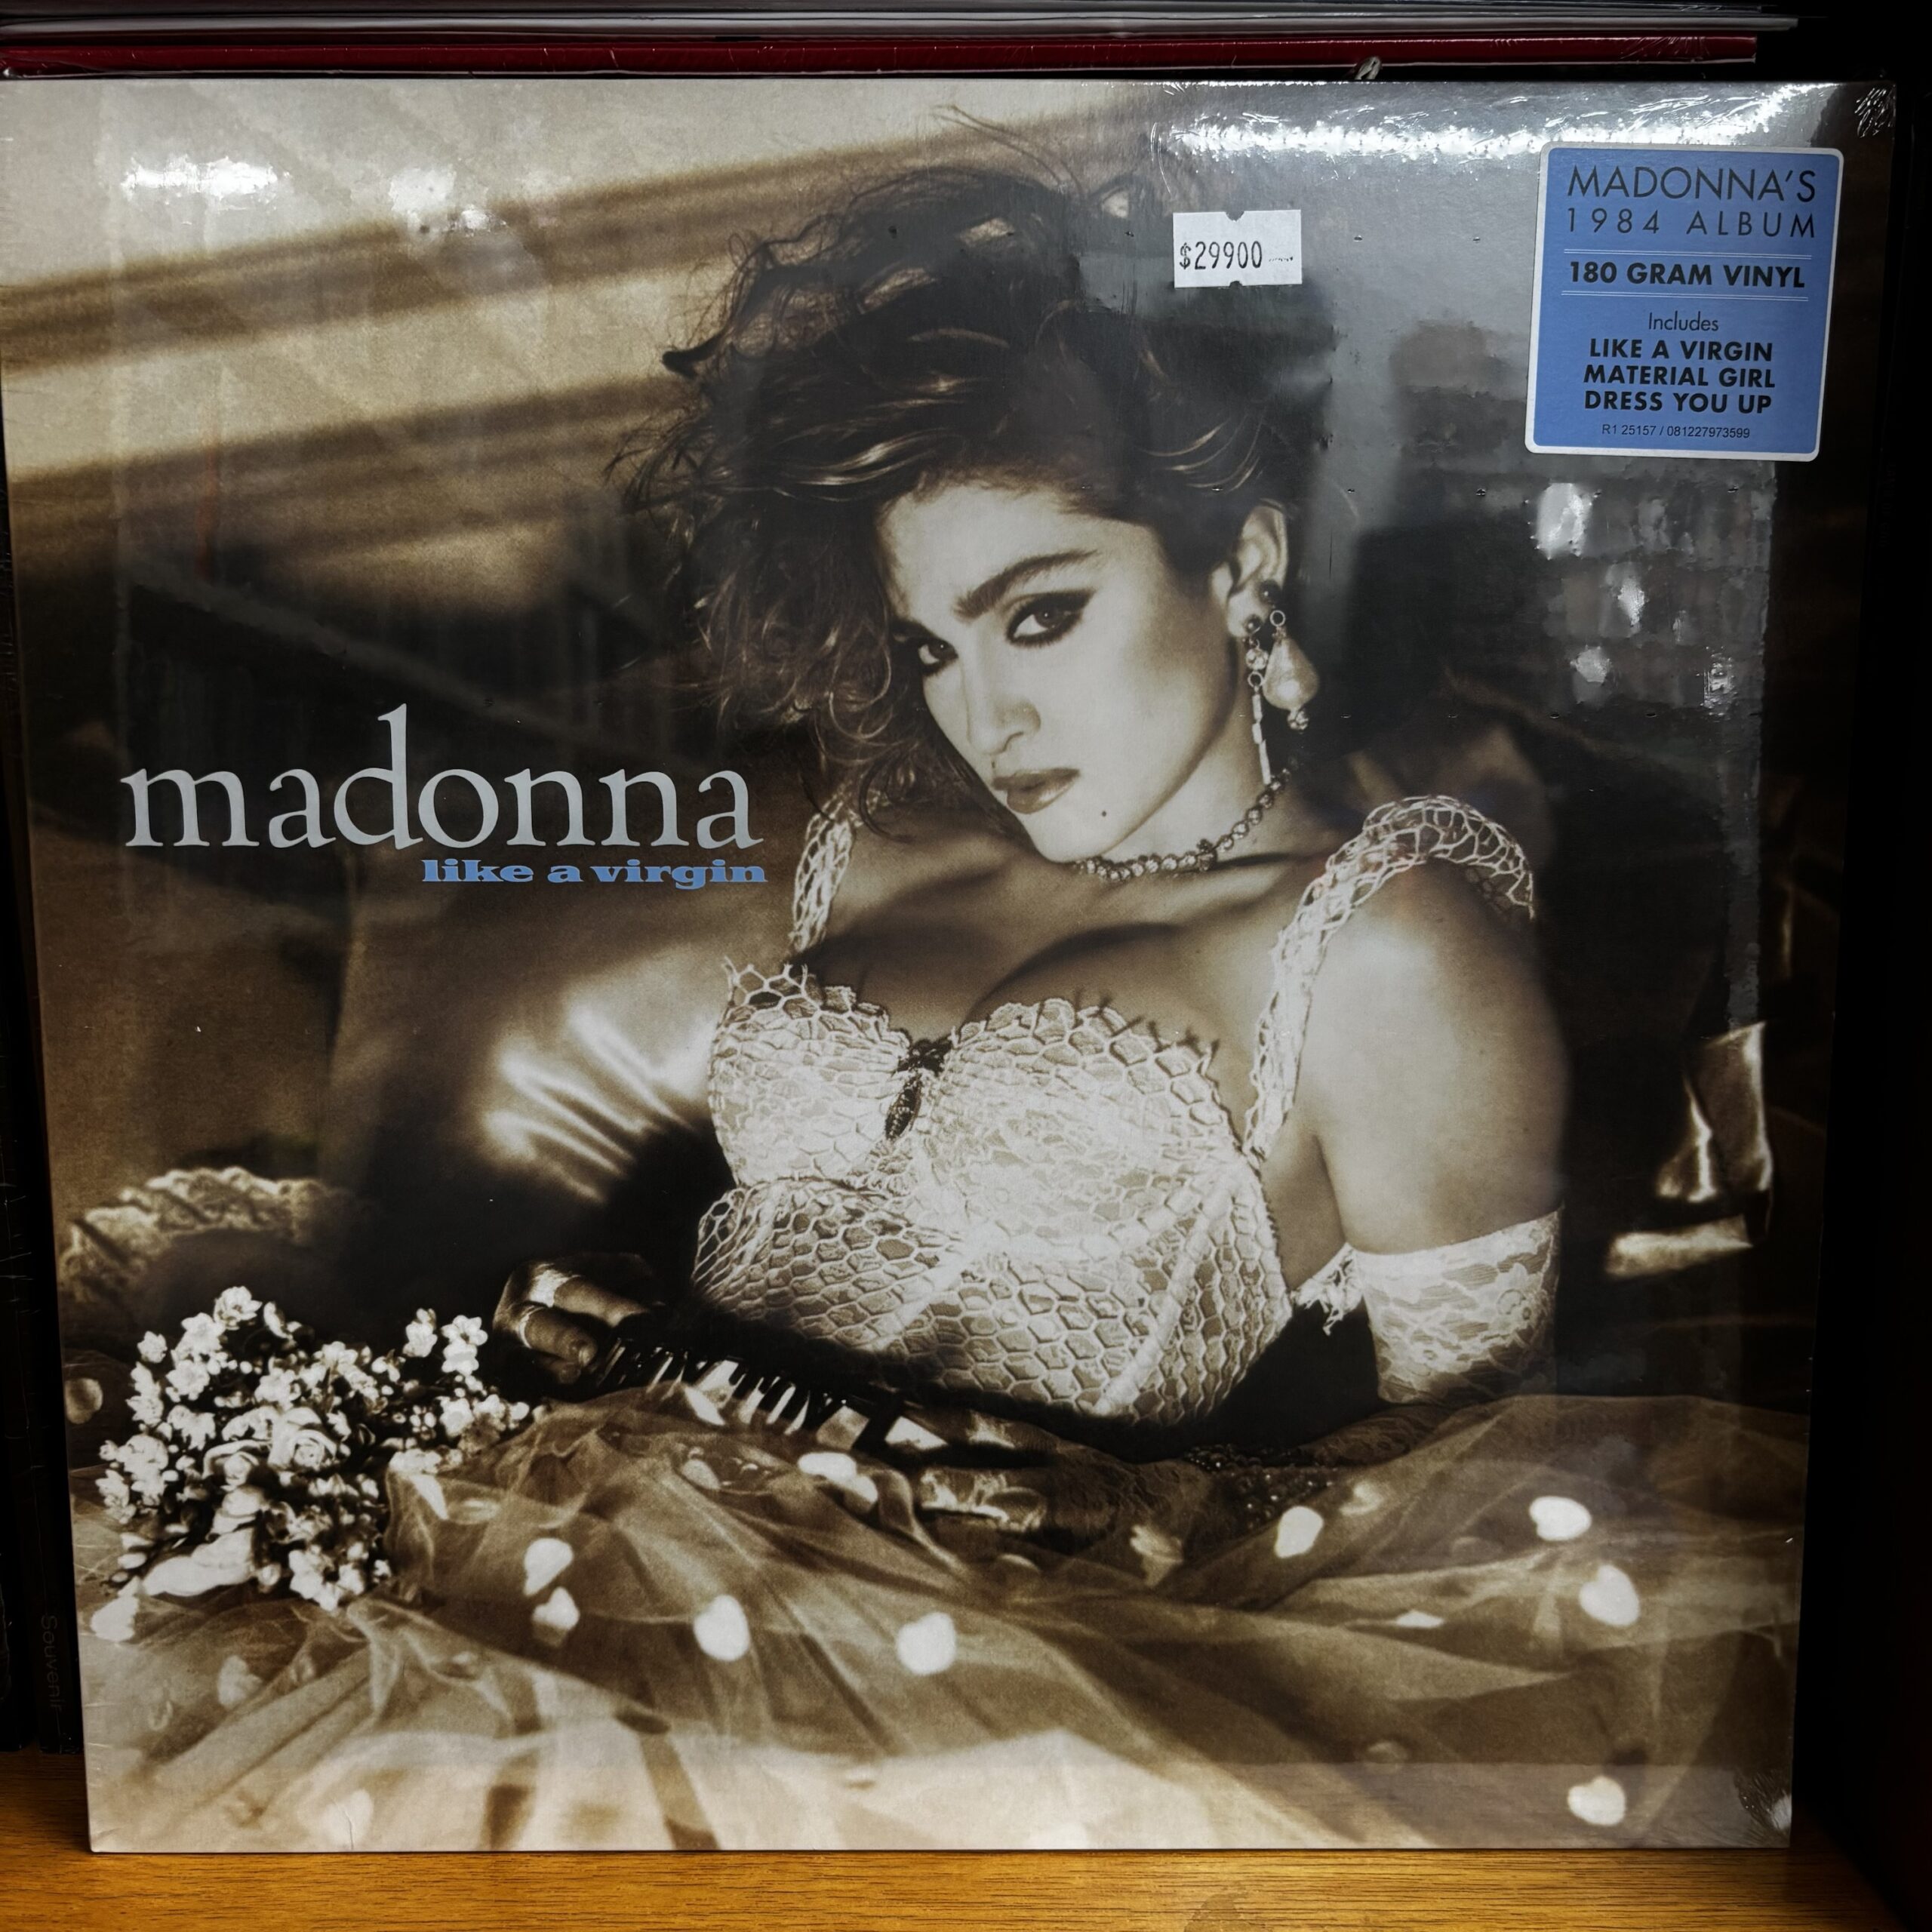 $29900
MADONNA'S
1984 ALBUM
180 GRAM VINYL
Includes
LIKE A VIRGIN
MATERIAL GIRL
DRESS YOU UP
R1 25157 / 081227973599
madonna
like a virgin
Souvenir